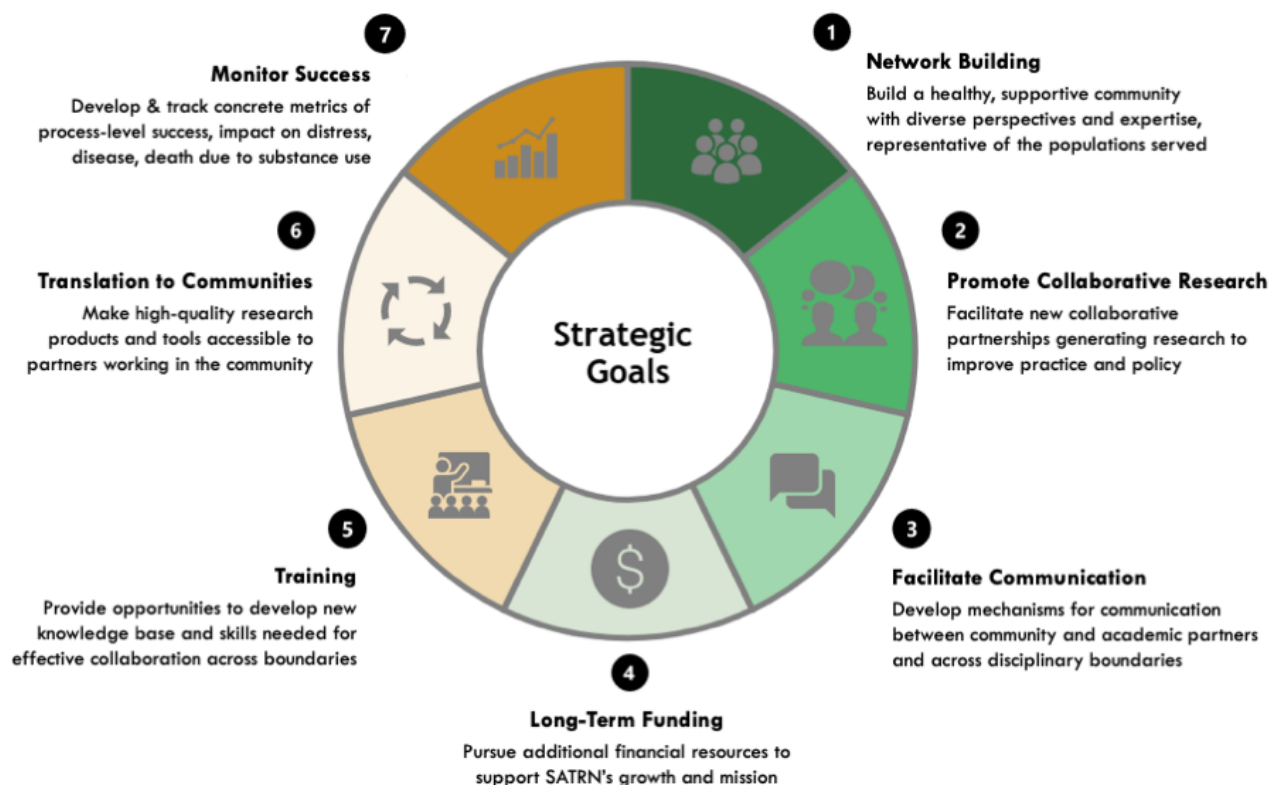 1
Network Building
Build a healthy, supportive community
with diverse perspectives and expertise,
representative of the populations served
2
Promote Collaborative Research
Facilitate new collaborative
partnerships generating research to
improve practice and policy
3
Facilitate Communication
Develop mechanisms for communication
between community and academic partners
and across disciplinary boundaries
4
Long-Term Funding
Pursue additional financial resources to
support SATRN's growth and mission
5
Training
Provide opportunities to develop new
knowledge base and skills needed for
effective collaboration across boundaries
6
Translation to Communities
Make high-quality research
products and tools accessible to
partners working in the community
7
Monitor Success
Develop & track concrete metrics of
process-level success, impact on distress,
disease, death due to substance use
Strategic
Goals
$